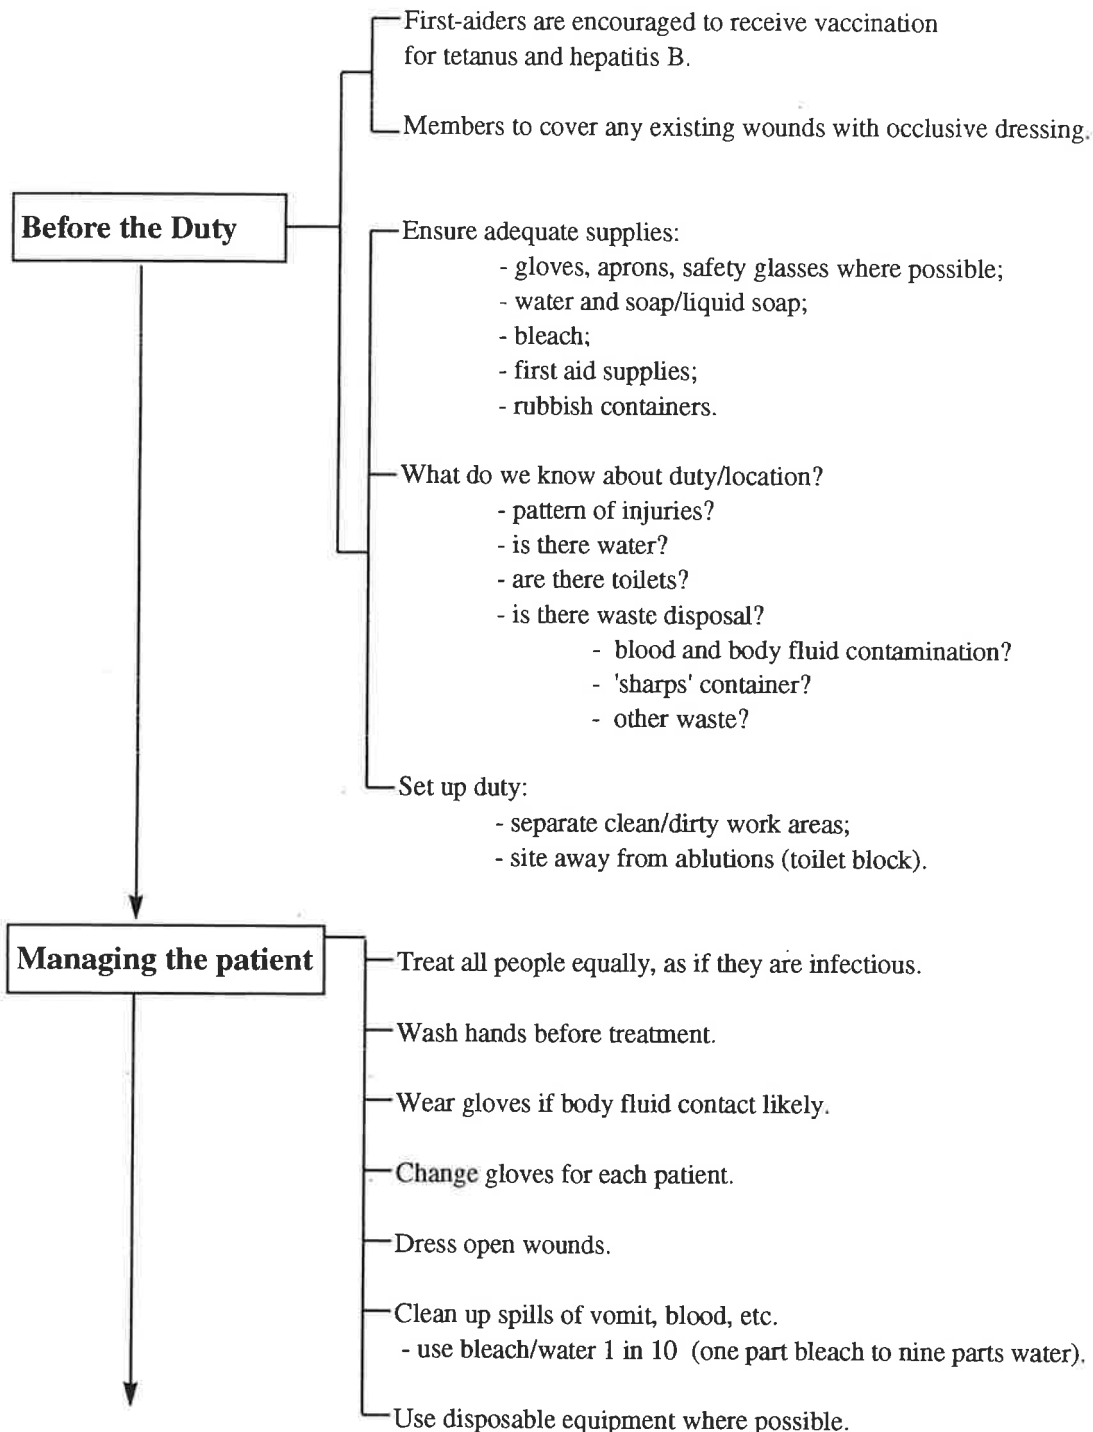 First-aiders are encouraged to receive vaccination
for tetanus and hepatitis B.
Members to cover any existing wounds with occlusive dressing.
Before the Duty
Ensure adequate supplies:
- gloves, aprons, safety glasses where possible;
- water and soap/liquid soap;
- bleach;
- first aid supplies;
- rubbish containers.
What do we know about duty/location?
- pattern of injuries?
- is there water?
- are there toilets?
- is there waste disposal?
- blood and body fluid contamination?
- 'sharps' container?
- other waste?
Set up duty:
- separate clean/dirty work areas;
- site away from ablutions (toilet block).
Managing the patient
Treat all people equally, as if they are infectious.
Wash hands before treatment.
Wear gloves if body fluid contact likely.
Change gloves for each patient.
Dress open wounds.
Clean up spills of vomit, blood, etc.
- use bleach/water 1 in 10 (one part bleach to nine parts water).
Use disposable equipment where possible.